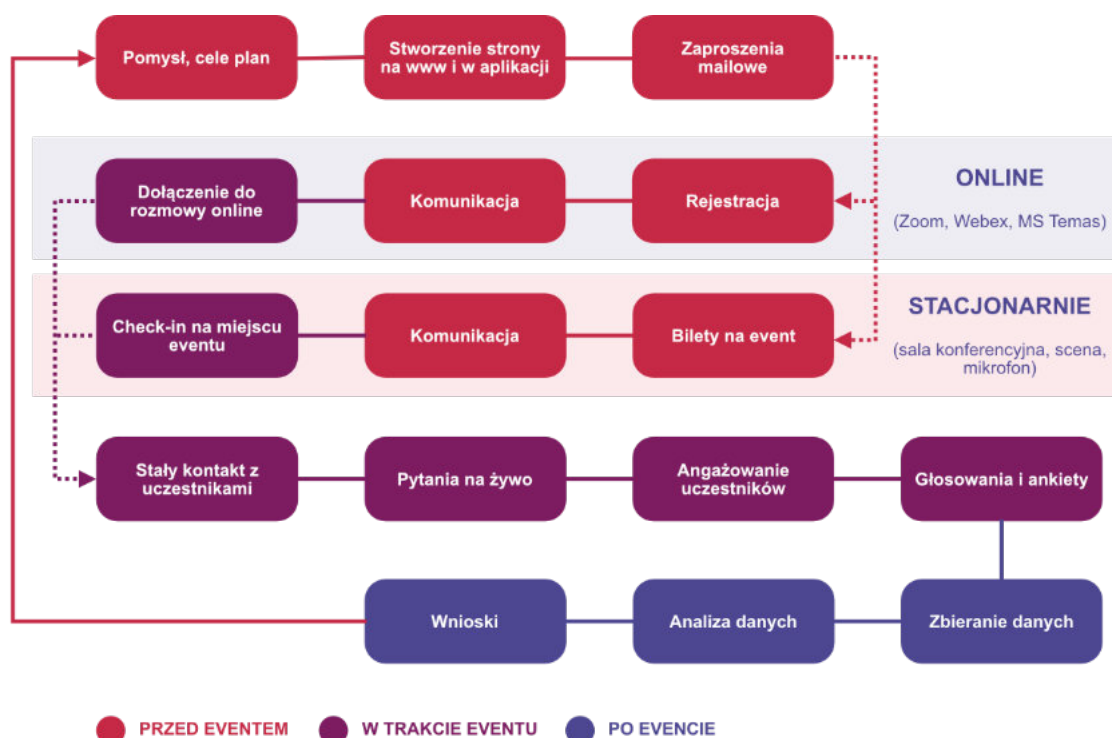 Pomysł, cele plan
Stworzenie strony
na www i w aplikacji
Zaproszenia
mailowe
Dołączenie do
rozmowy online
Komunikacja
Rejestracja
ONLINE
(Zoom, Webex, MS Temas)
Check-in na miejscu
eventu
Komunikacja
Bilety na event
STACJONARNIE
(sala konferencyjna, scena,
mikrofon)
Stały kontakt z
uczestnikami
Pytania na żywo
Angażowanie
uczestników
Głosowania i ankiety
Wnioski
Analiza danych
Zbieranie danych
PRZED EVENTEM
W TRAKCIE EVENTU
PO EVENCIE